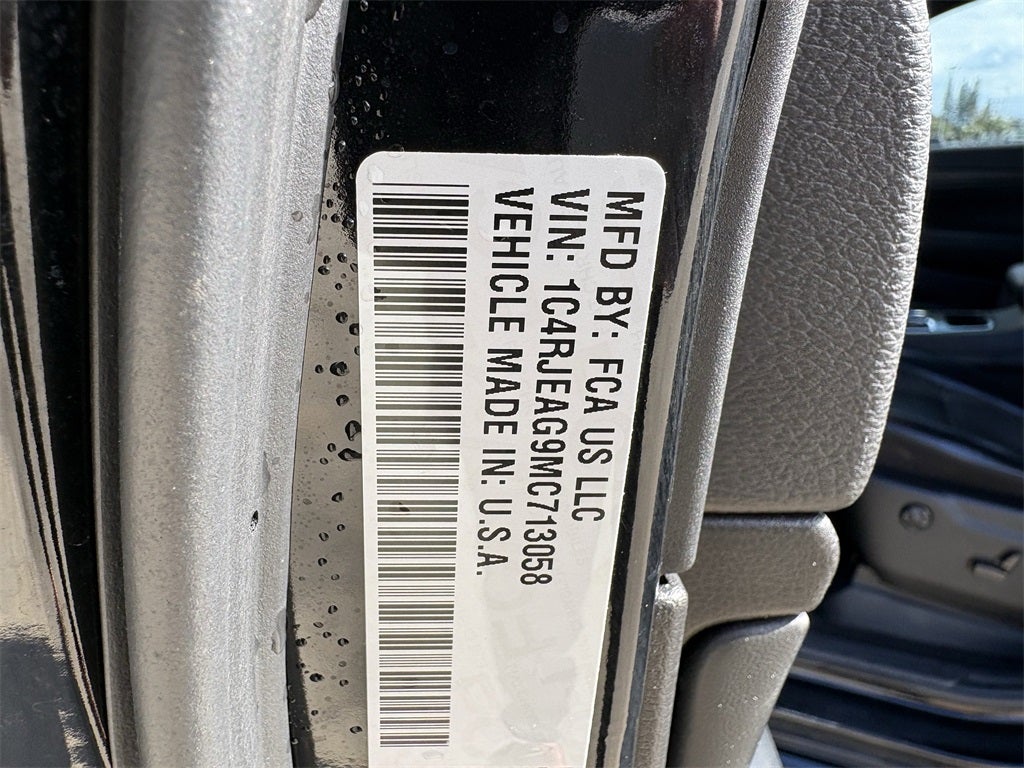 MFD BY: FCA US LLC
VIN: 1C4RJEAG9MC713058
VEHICLE MADE IN: U.S.A.